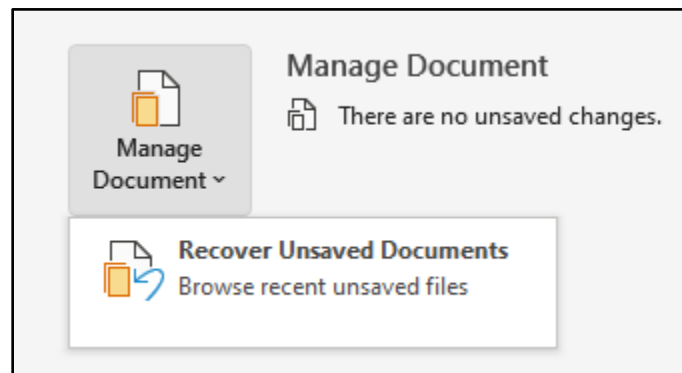 Manage Document
There are no unsaved changes.
Manage
Document
Recover Unsaved Documents
Browse recent unsaved files